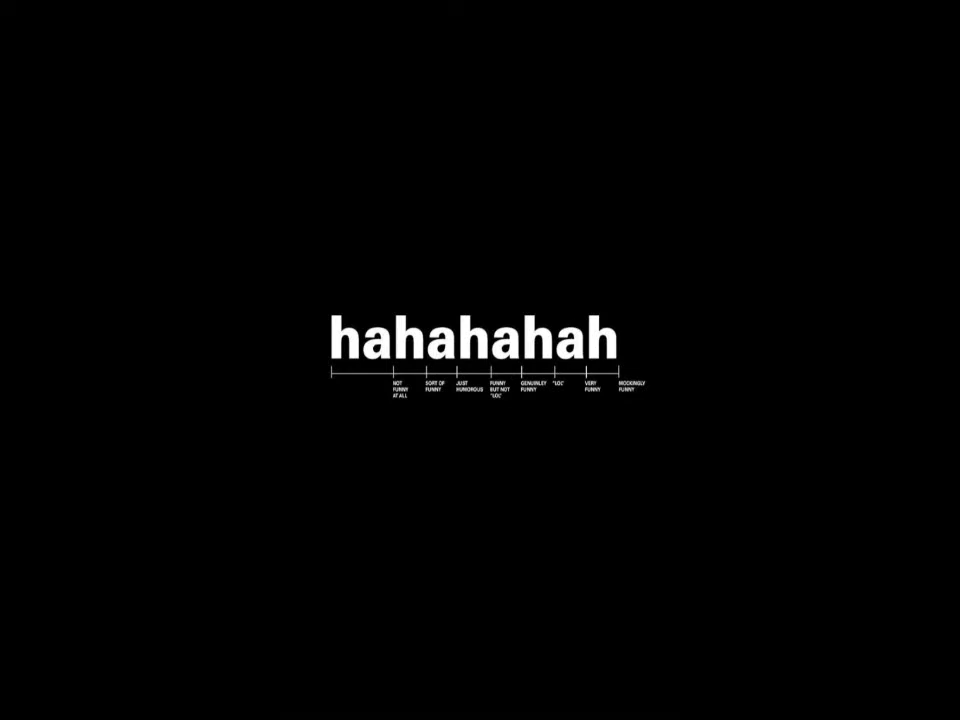 hahahahah
NOT
FUNNY
AT ALL
SORT OF
FUNNY
JUST
HUMOROUS
FUNNY
BUT NOT
"LOL"
GENUINLEY
FUNNY
"LOL"
VERY
FUNNY
MOCKINGLY
FUNNY